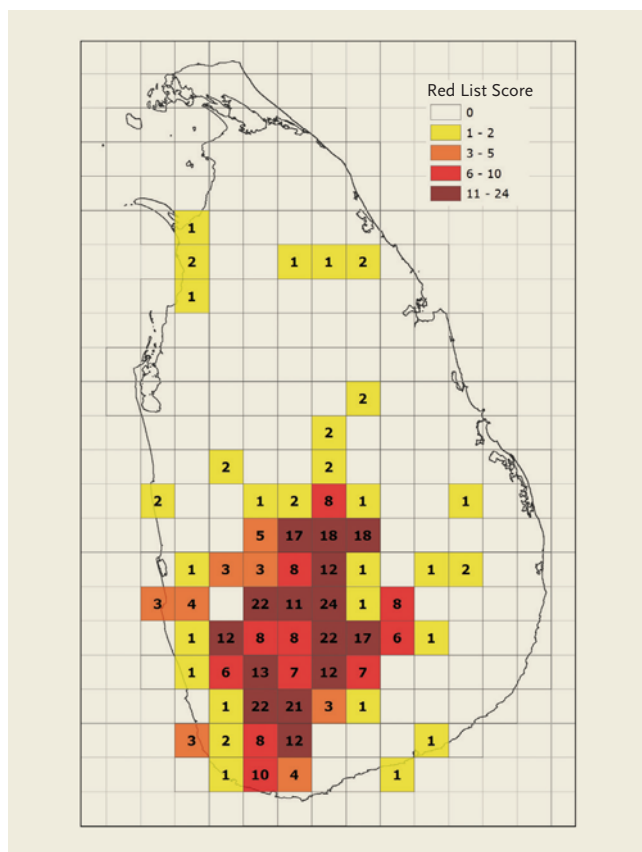 Red List Score
0
1 - 2
3 - 5
6 - 10
11 - 24
1
2 1 1 2
1
2
2
2 2
2 1 2 8 1 1
5 17 18 18
1 3 3 8 12 1 1 2
3 4 22 11 24 1 8
1 12 8 8 22 17 6 1
1 6 13 7 12 7
1 22 21 3 1
3 2 8 12 1
1 10 4 1